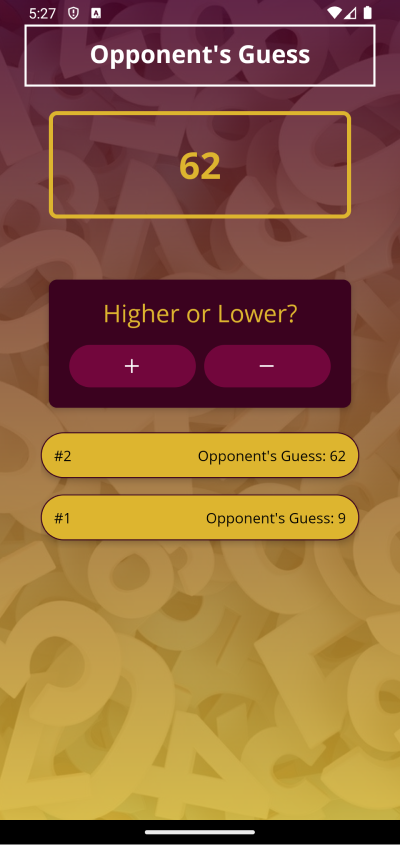 5:27
Opponent's Guess
62
Higher or Lower?
+ −
#2 Opponent's Guess: 62
#1 Opponent's Guess: 9